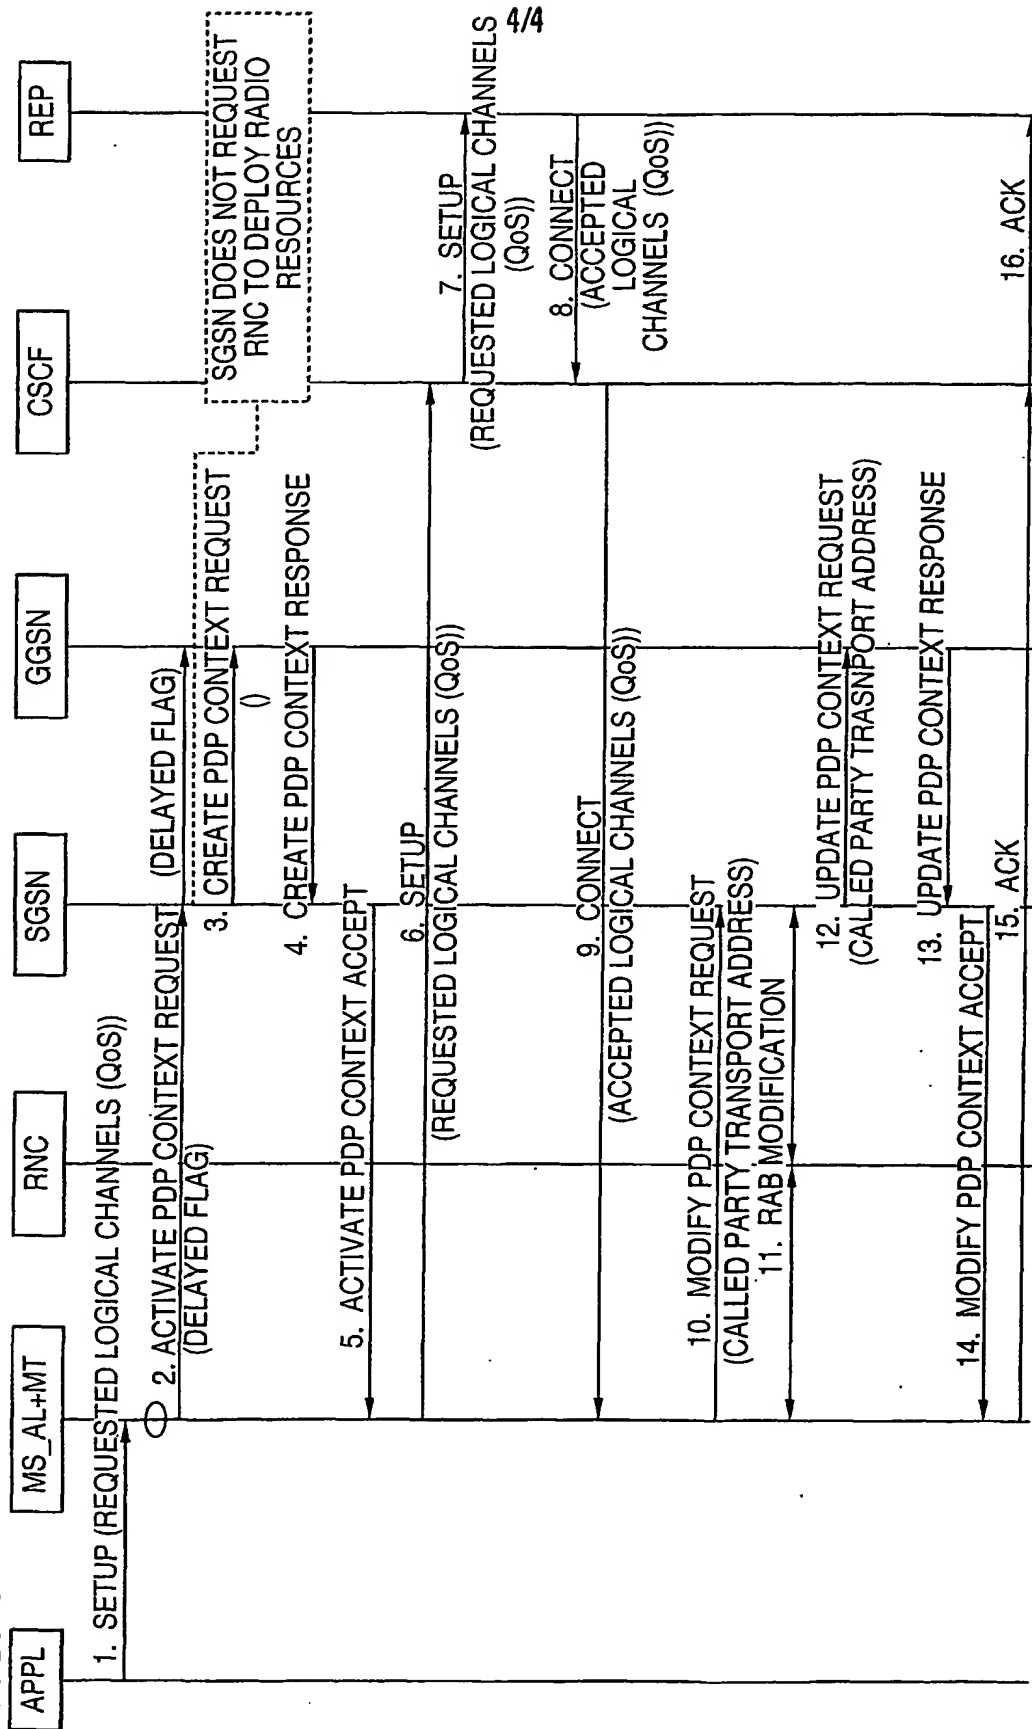 4/4
APPL
MS_AL+MT
RNC
SGSN
GGSN
CSCF
REP
1. SETUP (REQUESTED LOGICAL CHANNELS (QoS))
2. ACTIVATE PDP CONTEXT REQUEST
(DELAYED FLAG)
(DELAYED FLAG)
3. CREATE PDP CONTEXT REQUEST
()
SGSN DOES NOT REQUEST
RNC TO DEPLOY RADIO
RESOURCES
4. CREATE PDP CONTEXT RESPONSE
5. ACTIVATE PDP CONTEXT ACCEPT
6. SETUP
(REQUESTED LOGICAL CHANNELS (QoS))
7. SETUP
(REQUESTED LOGICAL CHANNELS
(QoS))
8. CONNECT
(ACCEPTED
LOGICAL
CHANNELS (QoS))
9. CONNECT
(ACCEPTED LOGICAL CHANNELS (QoS))
10. MODIFY PDP CONTEXT REQUEST
(CALLED PARTY TRANSPORT ADDRESS)
11. RAB MODIFICATION
12. UPDATE PDP CONTEXT REQUEST
(CALLED PARTY TRASNPORT ADDRESS)
13. UPDATE PDP CONTEXT RESPONSE
14. MODIFY PDP CONTEXT ACCEPT
15. ACK
16. ACK